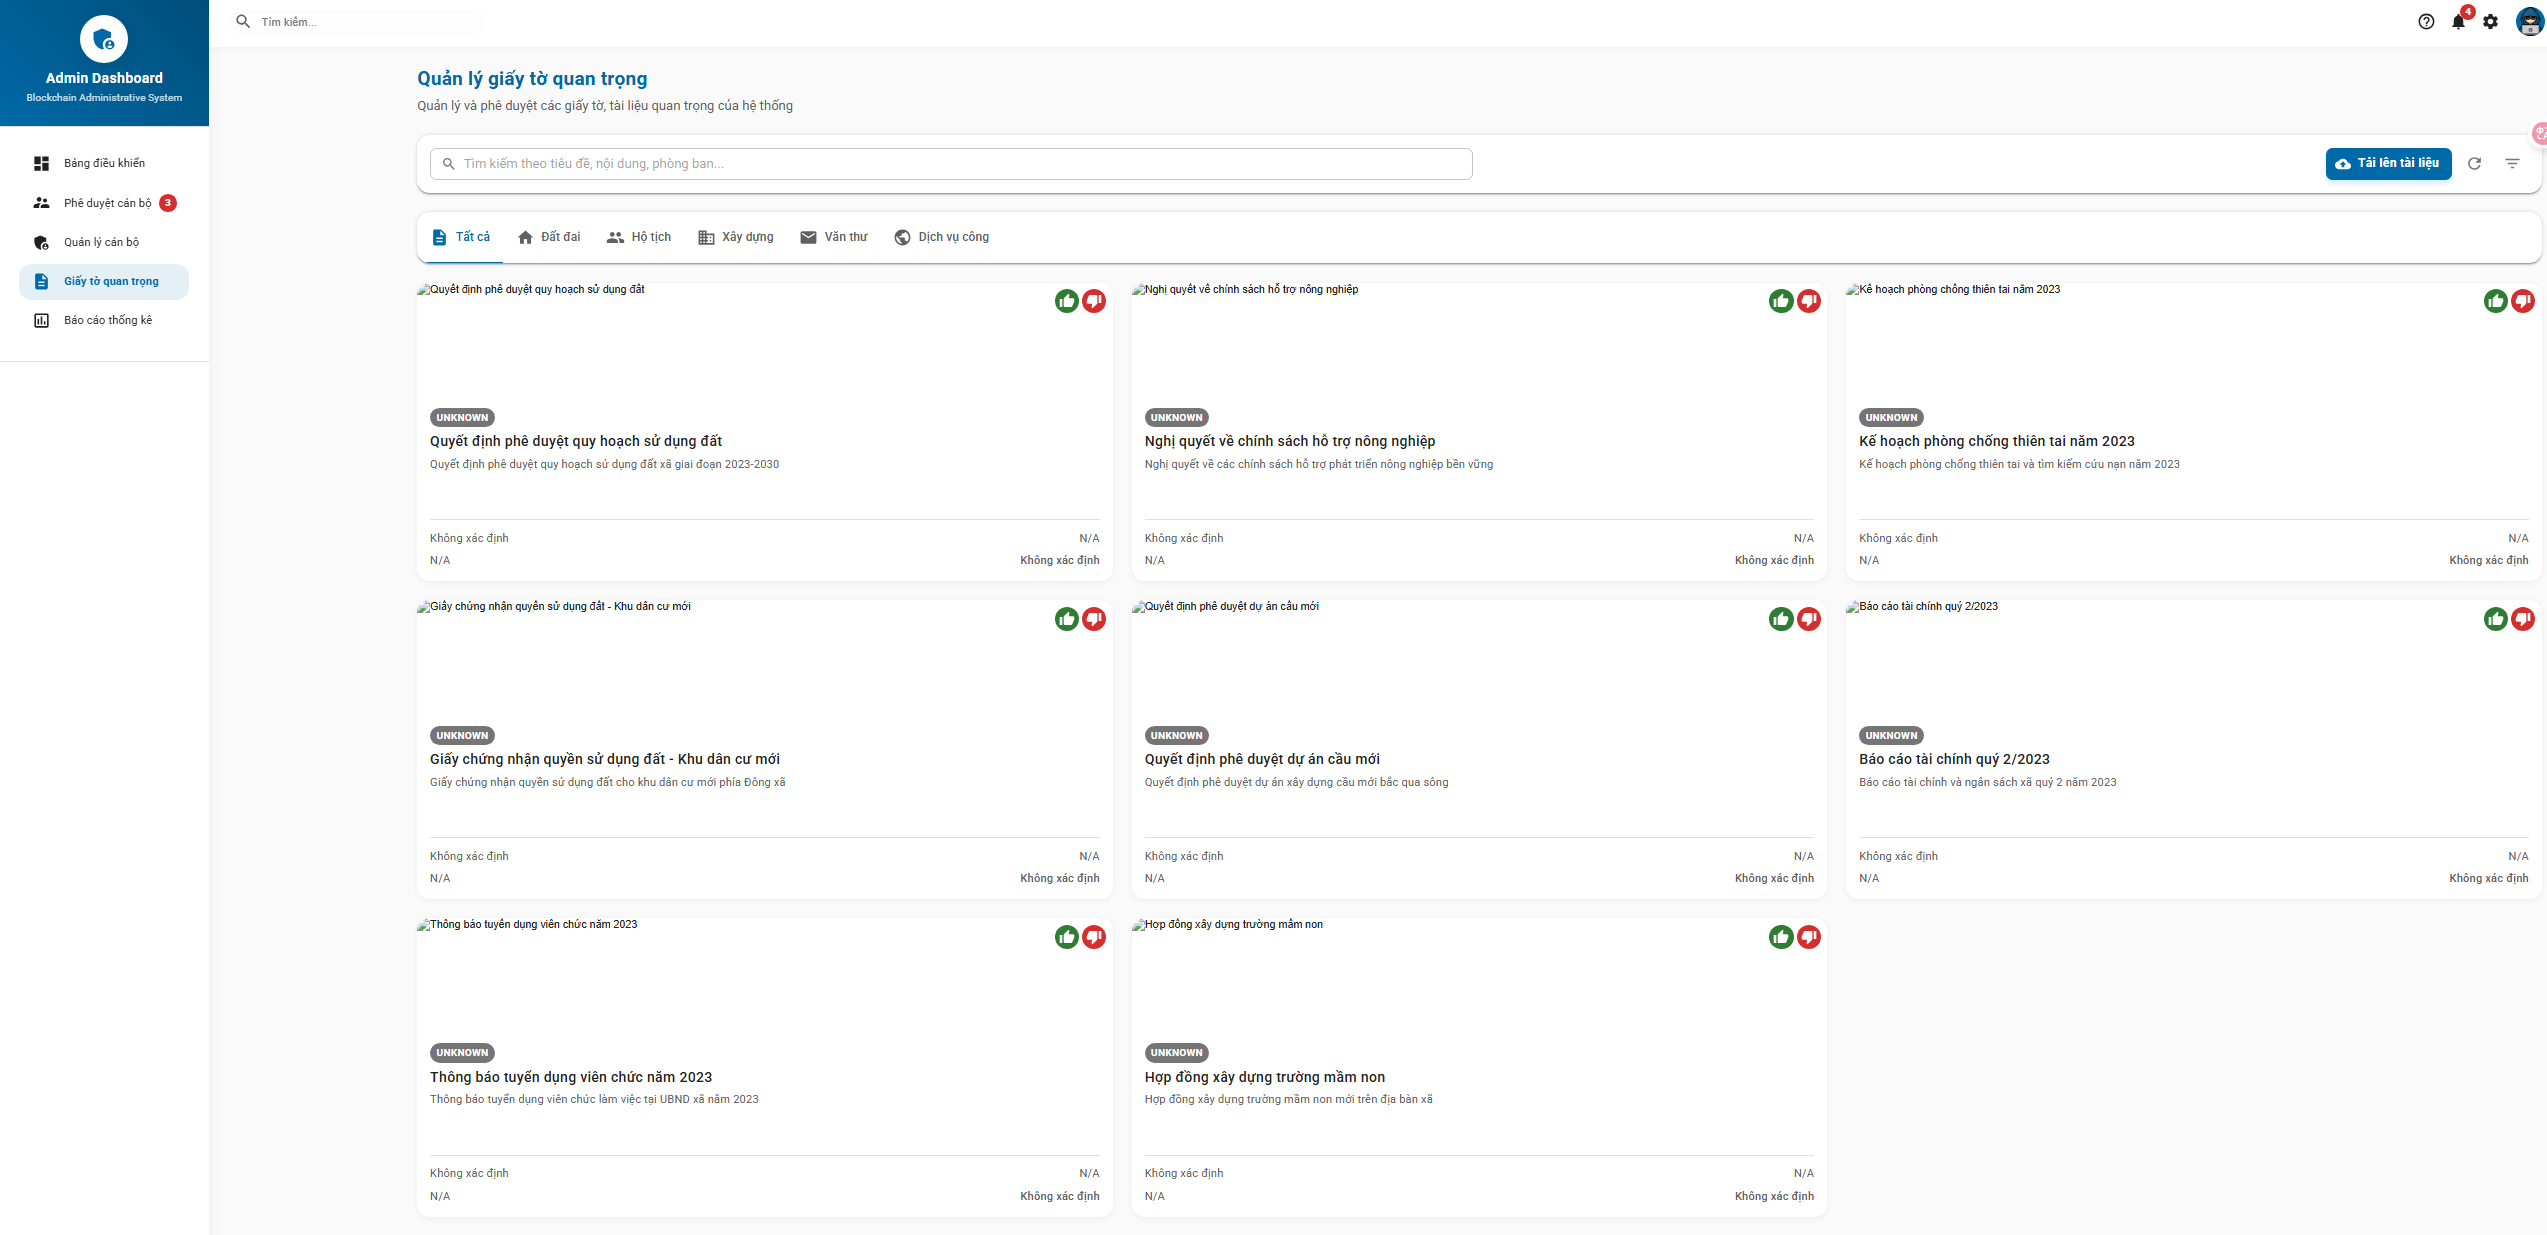 Admin Dashboard
Blockchain Administrative System
Bảng điều khiển
Phê duyệt cán bộ 3
Quản lý cán bộ
Giấy tờ quan trọng
Báo cáo thống kê
Tìm kiếm...
4
Quản lý giấy tờ quan trọng
Quản lý và phê duyệt các giấy tờ, tài liệu quan trọng của hệ thống
Tìm kiếm theo tiêu đề, nội dung, phòng ban...
Tải lên tài liệu
Tất cả Đất đai Hộ tịch Xây dựng Văn thư Dịch vụ công
Quyết định phê duyệt quy hoạch sử dụng đất
UNKNOWN
Quyết định phê duyệt quy hoạch sử dụng đất
Quyết định phê duyệt quy hoạch sử dụng đất xã giai đoạn 2023-2030
Không xác định N/A
N/A Không xác định
Nghị quyết về chính sách hỗ trợ nông nghiệp
UNKNOWN
Nghị quyết về chính sách hỗ trợ nông nghiệp
Nghị quyết về các chính sách hỗ trợ phát triển nông nghiệp bền vững
Không xác định N/A
N/A Không xác định
Kế hoạch phòng chống thiên tai năm 2023
UNKNOWN
Kế hoạch phòng chống thiên tai năm 2023
Kế hoạch phòng chống thiên tai và tìm kiếm cứu nạn năm 2023
Không xác định N/A
N/A Không xác định
Giấy chứng nhận quyền sử dụng đất - Khu dân cư mới
UNKNOWN
Giấy chứng nhận quyền sử dụng đất - Khu dân cư mới
Giấy chứng nhận quyền sử dụng đất cho khu dân cư mới phía Đông xã
Không xác định N/A
N/A Không xác định
Quyết định phê duyệt dự án cầu mới
UNKNOWN
Quyết định phê duyệt dự án cầu mới
Quyết định phê duyệt dự án xây dựng cầu mới bắc qua sông
Không xác định N/A
N/A Không xác định
Báo cáo tài chính quý 2/2023
UNKNOWN
Báo cáo tài chính quý 2/2023
Báo cáo tài chính và ngân sách xã quý 2 năm 2023
Không xác định N/A
N/A Không xác định
Thông báo tuyển dụng viên chức năm 2023
UNKNOWN
Thông báo tuyển dụng viên chức năm 2023
Thông báo tuyển dụng viên chức làm việc tại UBND xã năm 2023
Không xác định N/A
N/A Không xác định
Hợp đồng xây dựng trường mầm non
UNKNOWN
Hợp đồng xây dựng trường mầm non
Hợp đồng xây dựng trường mầm non mới trên địa bàn xã
Không xác định N/A
N/A Không xác định